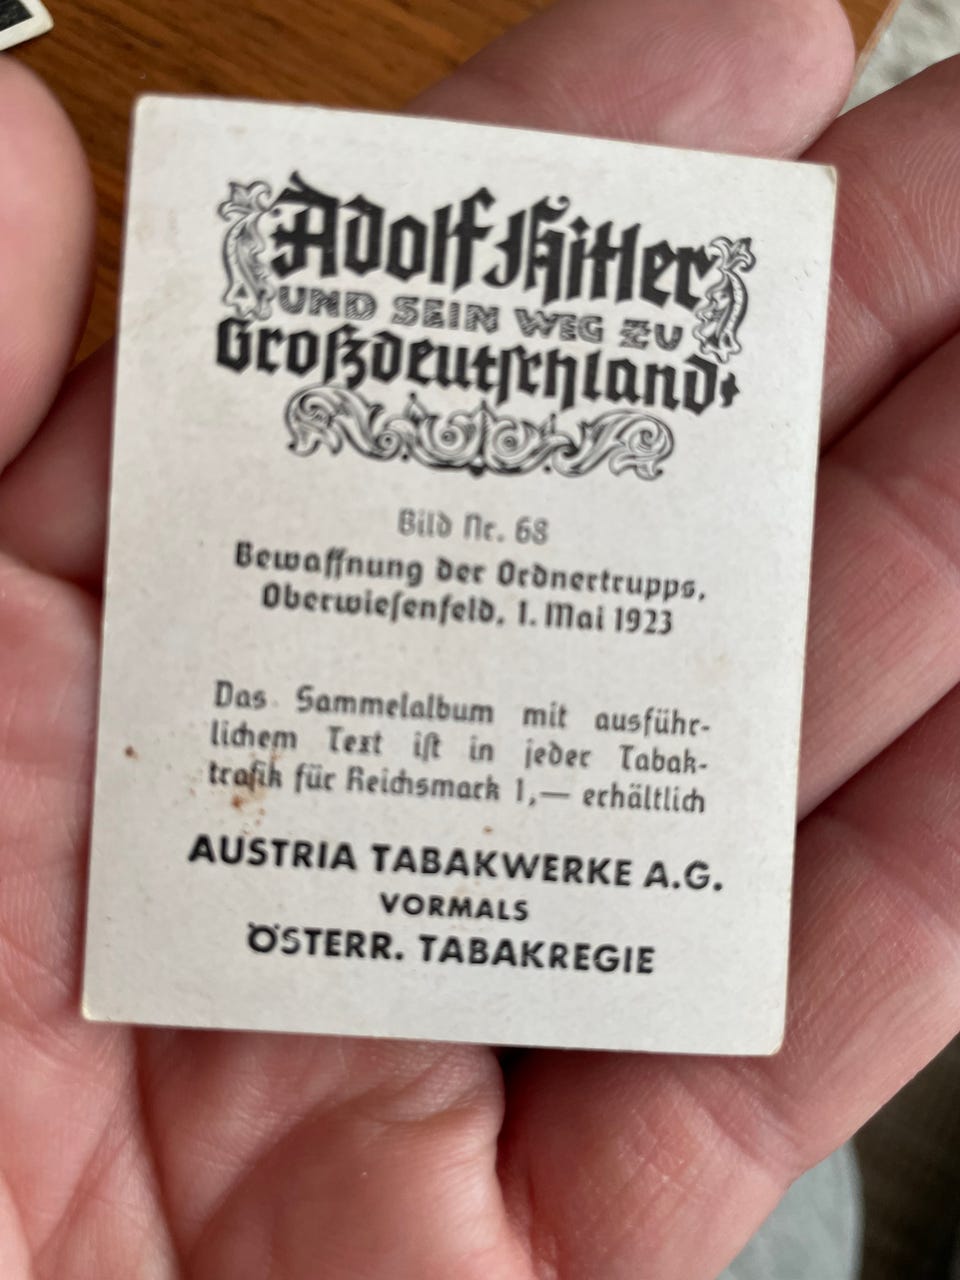 Adolf Hitler
UND SEIN WEG ZU
Großdeutschland
Bild Nr. 68
Bewaffnung der Ordnertrupps,
Oberwiesenfeld, 1. Mai 1923
Das Sammelalbum mit ausführ-
lichem Text ist in jeder Tabak-
trafik für Reichsmark 1,— erhältlich
AUSTRIA TABAKWERKE A.G.
VORMALS
ÖSTERR. TABAKREGIE